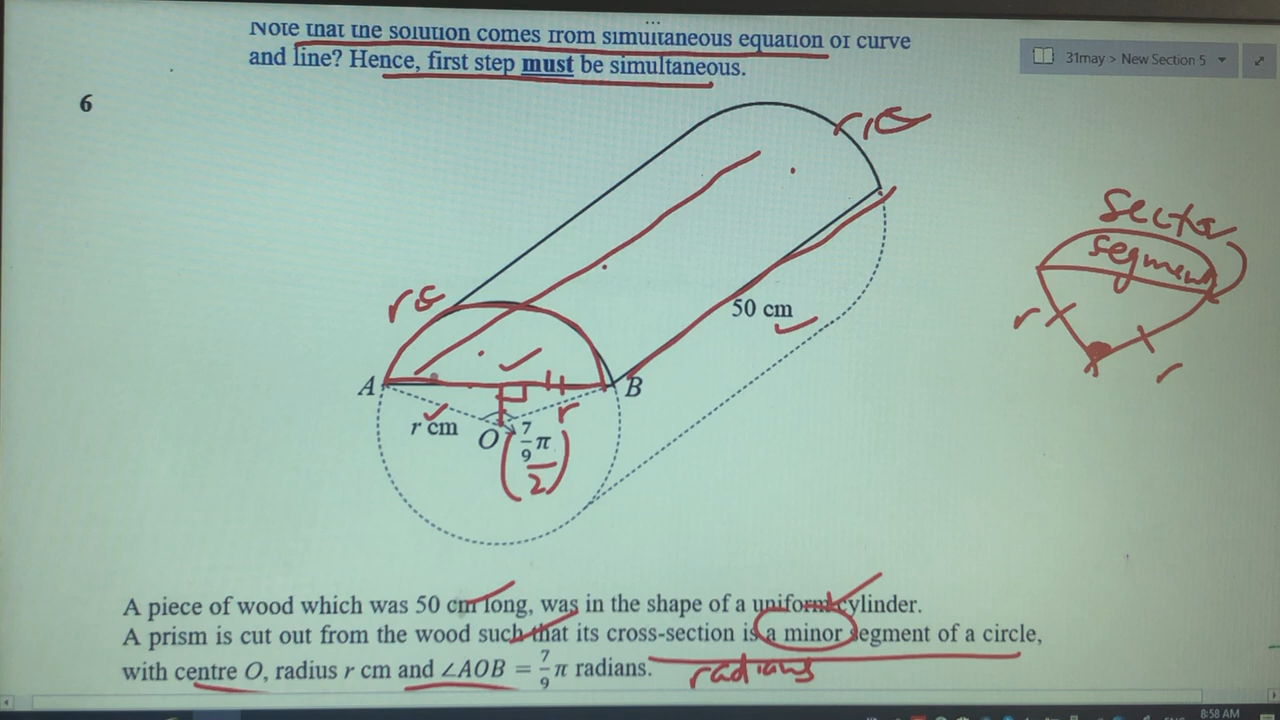 Note that the solution comes from simultaneous equation of curve
and line? Hence, first step must be simultaneous.
31may > New Section 5
6
r, θ
sector
segment
r θ
50 cm
A
B
r
r
r cm
r
O
7/9 π
2
A piece of wood which was 50 cm long, was in the shape of a uniform cylinder.
A prism is cut out from the wood such that its cross-section is a minor segment of a circle,
with centre O, radius r cm and ∠AOB = 7/9 π radians.
radians
8:58 AM